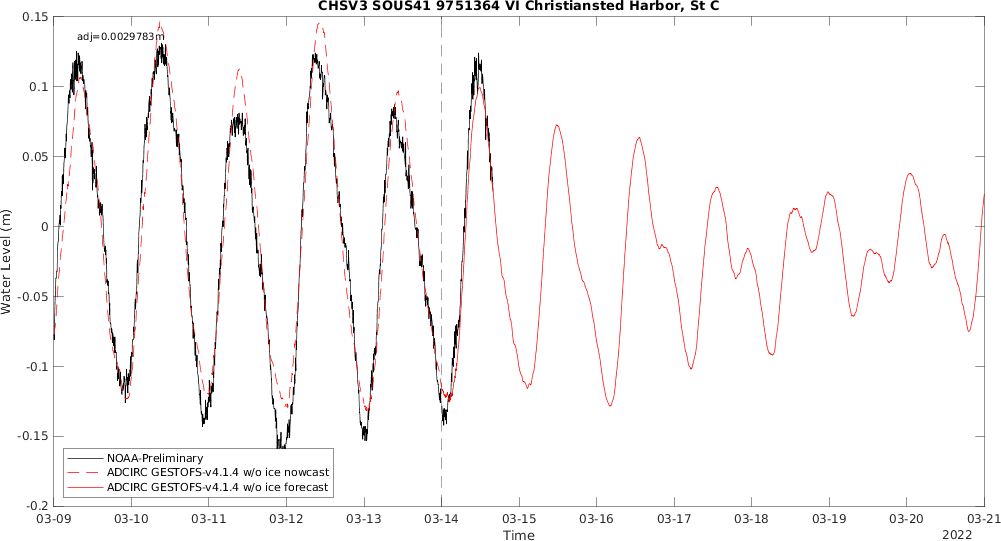 CHSV3 SOUS41 9751364 VI Christiansted Harbor, St C
adj=0.0029783m
Water Level (m)
0.15
0.1
0.05
0
-0.05
-0.1
-0.15
-0.2
NOAA-Preliminary
ADCIRC GESTOFS-v4.1.4 w/o ice nowcast
ADCIRC GESTOFS-v4.1.4 w/o ice forecast
03-09 03-10 03-11 03-12 03-13 03-14 03-15 03-16 03-17 03-18 03-19 03-20 03-21
Time
2022